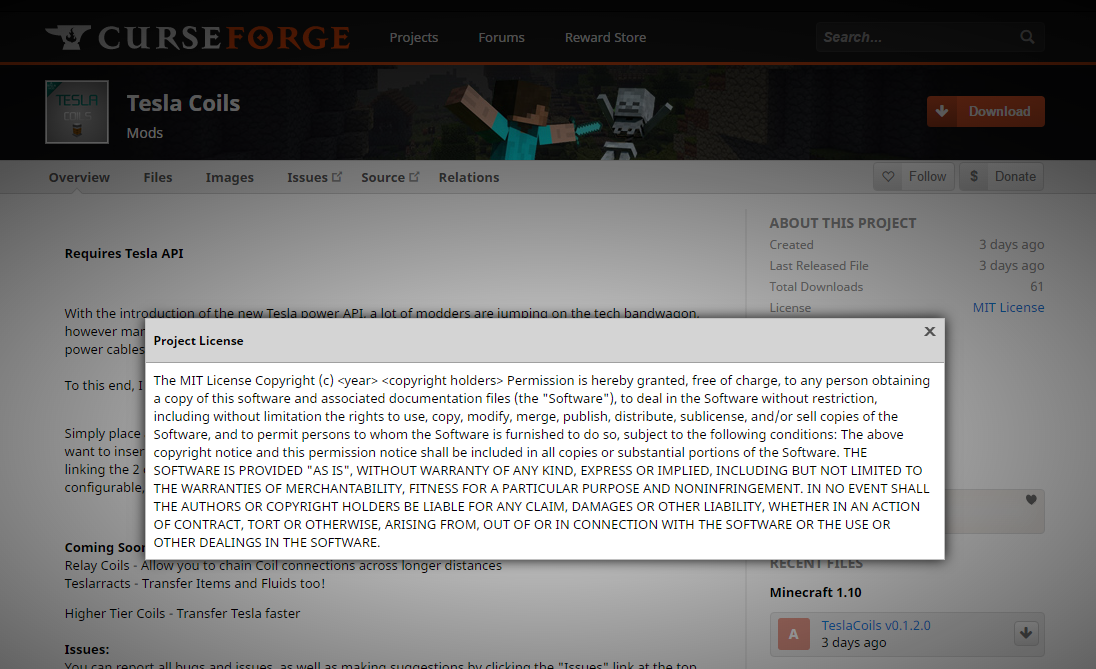 CURSEFORGE
Projects
Forums
Reward Store
Search...
TESLA
COILS
Tesla Coils
Mods
Download
Overview
Files
Images
Issues
Source
Relations
Follow
$ Donate
Requires Tesla API
With the introduction of the new Tesla power API, a lot of modders are jumping on the tech bandwagon,
however mar
power cables
To this end, I
Simply place
want to inser
linking the 2
configurable,
Project License
X
The MIT License Copyright (c) <year> <copyright holders> Permission is hereby granted, free of charge, to any person obtaining
a copy of this software and associated documentation files (the "Software"), to deal in the Software without restriction,
including without limitation the rights to use, copy, modify, merge, publish, distribute, sublicense, and/or sell copies of the
Software, and to permit persons to whom the Software is furnished to do so, subject to the following conditions: The above
copyright notice and this permission notice shall be included in all copies or substantial portions of the Software. THE
SOFTWARE IS PROVIDED "AS IS", WITHOUT WARRANTY OF ANY KIND, EXPRESS OR IMPLIED, INCLUDING BUT NOT LIMITED TO
THE WARRANTIES OF MERCHANTABILITY, FITNESS FOR A PARTICULAR PURPOSE AND NONINFRINGEMENT. IN NO EVENT SHALL
THE AUTHORS OR COPYRIGHT HOLDERS BE LIABLE FOR ANY CLAIM, DAMAGES OR OTHER LIABILITY, WHETHER IN AN ACTION
OF CONTRACT, TORT OR OTHERWISE, ARISING FROM, OUT OF OR IN CONNECTION WITH THE SOFTWARE OR THE USE OR
OTHER DEALINGS IN THE SOFTWARE.
Coming Soon
Relay Coils - Allow you to chain Coil connections across longer distances
Teslarracts - Transfer Items and Fluids too!
Higher Tier Coils - Transfer Tesla faster
Issues:
You can report all bugs and issues, as well as making suggestions by clicking the "Issues" link at the top
ABOUT THIS PROJECT
Created 3 days ago
Last Released File 3 days ago
Total Downloads 61
License MIT License
RECENT FILES
Minecraft 1.10
A
TeslaCoils v0.1.2.0
3 days ago